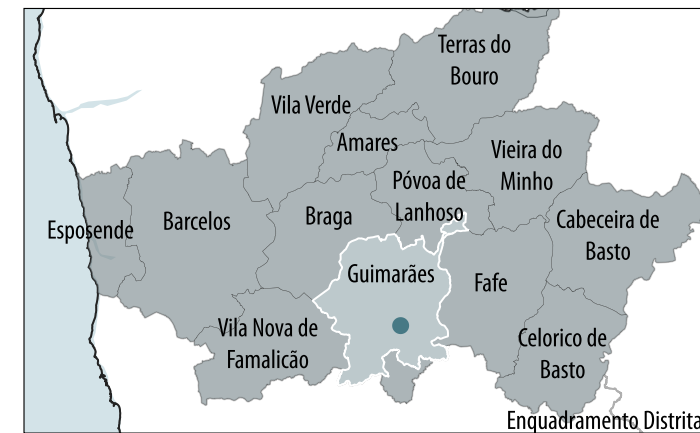 Terras do
Bouro
Vila Verde
Amares
Vieira do
Minho
Póvoa de
Lanhoso
Esposende
Barcelos
Braga
Cabeceira de
Basto
Guimarães
Fafe
Vila Nova de
Famalicão
Celorico de
Basto
Enquadramento Distrita